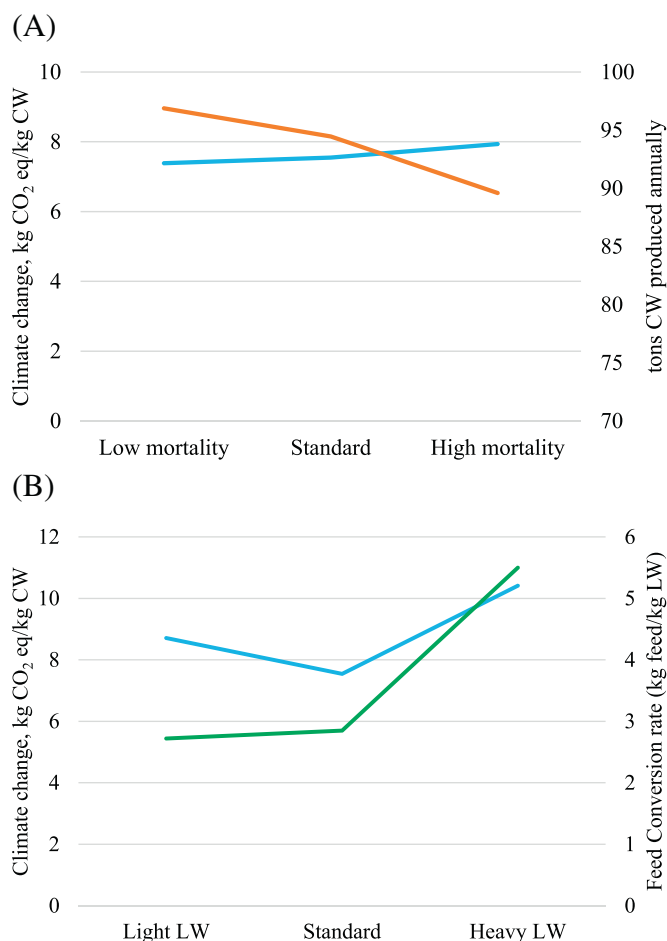 (A)
Climate change, kg CO₂ eq/kg CW
10
8
6
4
2
0
100
95
90
85
80
75
70
tons CW produced annually
Low mortality
Standard
High mortality
(B)
Climate change, kg CO₂ eq/kg CW
12
10
8
6
4
2
0
6
5
4
3
2
1
0
Feed Conversion rate (kg feed/kg LW)
Light LW
Standard
Heavy LW